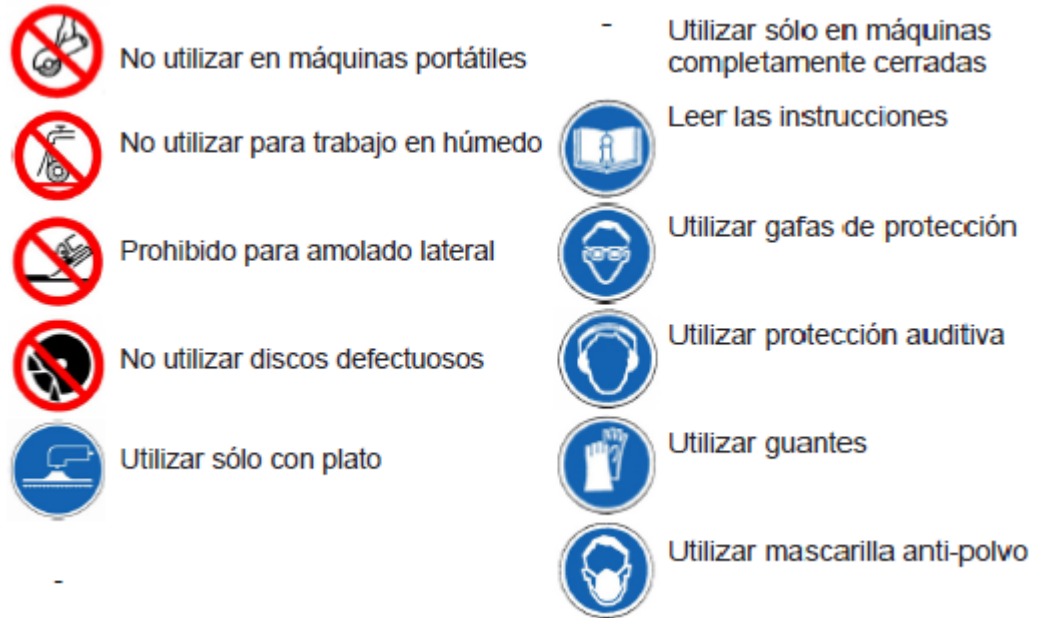 No utilizar en máquinas portátiles
No utilizar para trabajo en húmedo
Prohibido para amolado lateral
No utilizar discos defectuosos
Utilizar sólo con plato
-
-
Utilizar sólo en máquinas
completamente cerradas
Leer las instrucciones
Utilizar gafas de protección
Utilizar protección auditiva
Utilizar guantes
Utilizar mascarilla anti-polvo